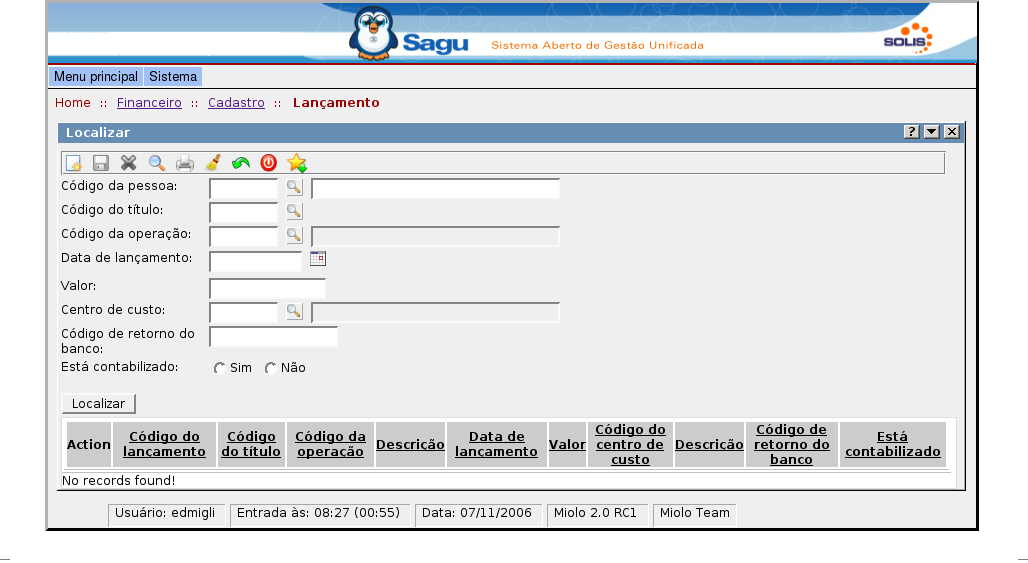 Sagu Sistema Aberto de Gestão Unificada SOLIS
Menu principal Sistema
Home :: Financeiro :: Cadastro :: Lançamento
Localizar ?
Código da pessoa:
Código do título:
Código da operação:
Data de lançamento:
Valor:
Centro de custo:
Código de retorno do
banco:
Está contabilizado: Sim Não
Localizar
Action Código do lançamento Código do título Código da operação Descrição Data de lançamento Valor Código do centro de custo Descrição Código de retorno do banco Está contabilizado
No records found!
Usuário: edmigli Entrada às: 08:27 (00:55) Data: 07/11/2006 Miolo 2.0 RC1 Miolo Team